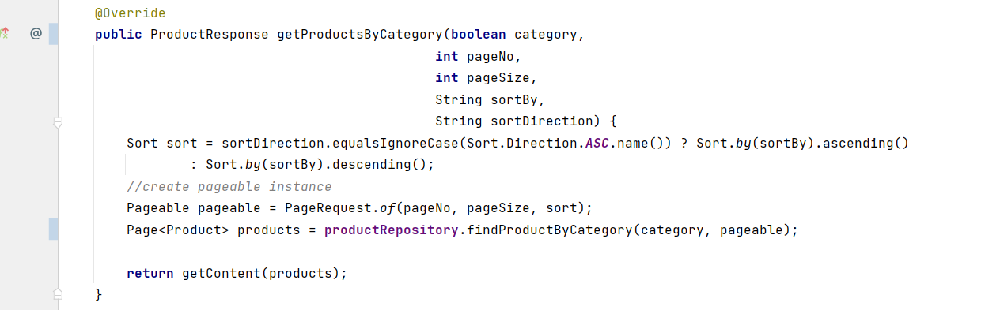 @Override
@ public ProductResponse getProductsByCategory(boolean category,
int pageNo,
int pageSize,
String sortBy,
String sortDirection) {
Sort sort = sortDirection.equalsIgnoreCase(Sort.Direction.ASC.name()) ? Sort.by(sortBy).ascending()
: Sort.by(sortBy).descending();
//create pageable instance
Pageable pageable = PageRequest.of(pageNo, pageSize, sort);
Page<Product> products = productRepository.findProductByCategory(category, pageable);
return getContent(products);
}